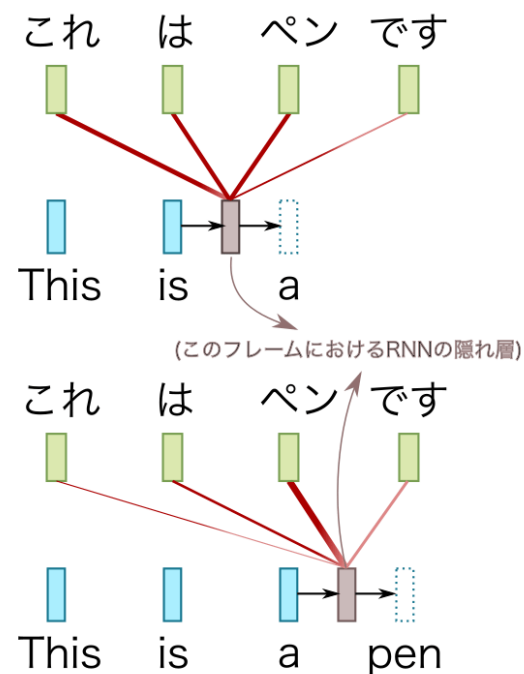 これ は ペン です
This is a
(このフレームにおけるRNNの隠れ層)
これ は ペン です
This is a pen